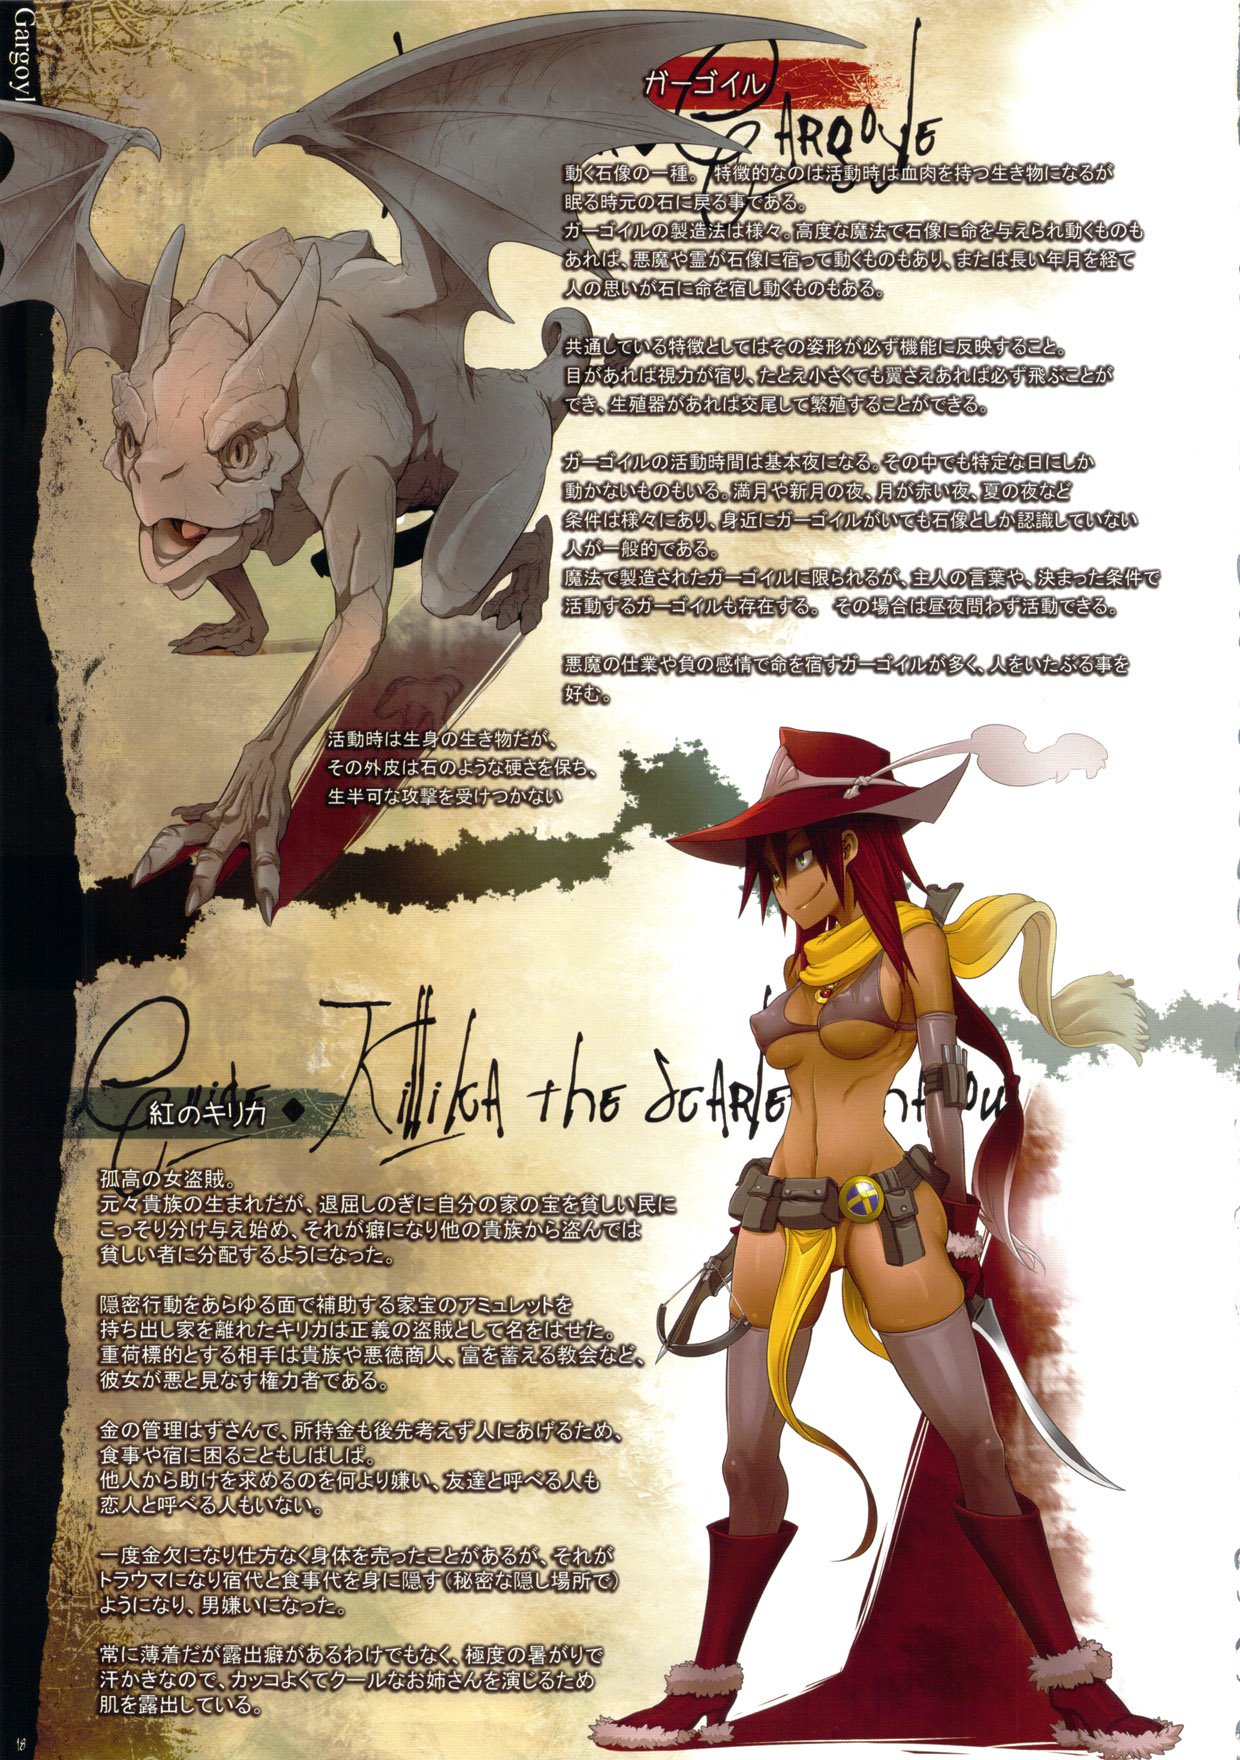 Gargoyl
ガーゴイル
Gargoyle
動く石像の一種。 特徴的なのは活動時は血肉を持つ生き物になるが
眠る時元の石に戻る事である。
ガーゴイルの製造法は様々。高度な魔法で石像に命を与えられ動くものも
あれば、悪魔や霊が石像に宿って動くものもあり、または長い年月を経て
人の思いが石に命を宿し動くものもある。
共通している特徴としてはその姿形が必ず機能に反映すること。
目があれば視力が宿り、たとえ小さくても翼さえあれば必ず飛ぶことが
でき、生殖器があれば交尾して繁殖することができる。
ガーゴイルの活動時間は基本夜になる。その中でも特定な日にしか
動かないものもいる。満月や新月の夜、月が赤い夜、夏の夜など
条件は様々にあり、身近にガーゴイルがいても石像としか認識していない
人が一般的である。
魔法で製造されたガーゴイルに限られるが、主人の言葉や、決まった条件で
活動するガーゴイルも存在する。 その場合は昼夜問わず活動できる。
悪魔の仕業や負の感情で命を宿すガーゴイルが多く、人をいたぶる事を
好む。
活動時は生身の生き物だが、
その外皮は石のような硬さを保ち、
生半可な攻撃を受けつかない
Guide ◆ Killika the Scarle
紅のキリカ
孤高の女盗賊。
元々貴族の生まれだが、退屈しのぎに自分の家の宝を貧しい民に
こっそり分け与え始め、それが癖になり他の貴族から盗んでは
貧しい者に分配するようになった。
隠密行動をあらゆる面で補助する家宝のアミュレットを
持ち出し家を離れたキリカは正義の盗賊として名をはせた。
重荷標的とする相手は貴族や悪徳商人、富を蓄える教会など、
彼女が悪と見なす権力者である。
金の管理はずさんで、所持金も後先考えず人にあげるため、
食事や宿に困ることもしばしば。
他人から助けを求めるのを何より嫌い、友達と呼べる人も
恋人と呼べる人もいない。
一度金欠になり仕方なく身体を売ったことがあるが、それが
トラウマになり宿代と食事代を身に隠す（秘密な隠し場所で）
ようになり、男嫌いになった。
常に薄着だが露出癖があるわけでもなく、極度の暑がりで
汗かきなので、カッコよくてクールなお姉さんを演じるため
肌を露出している。
18